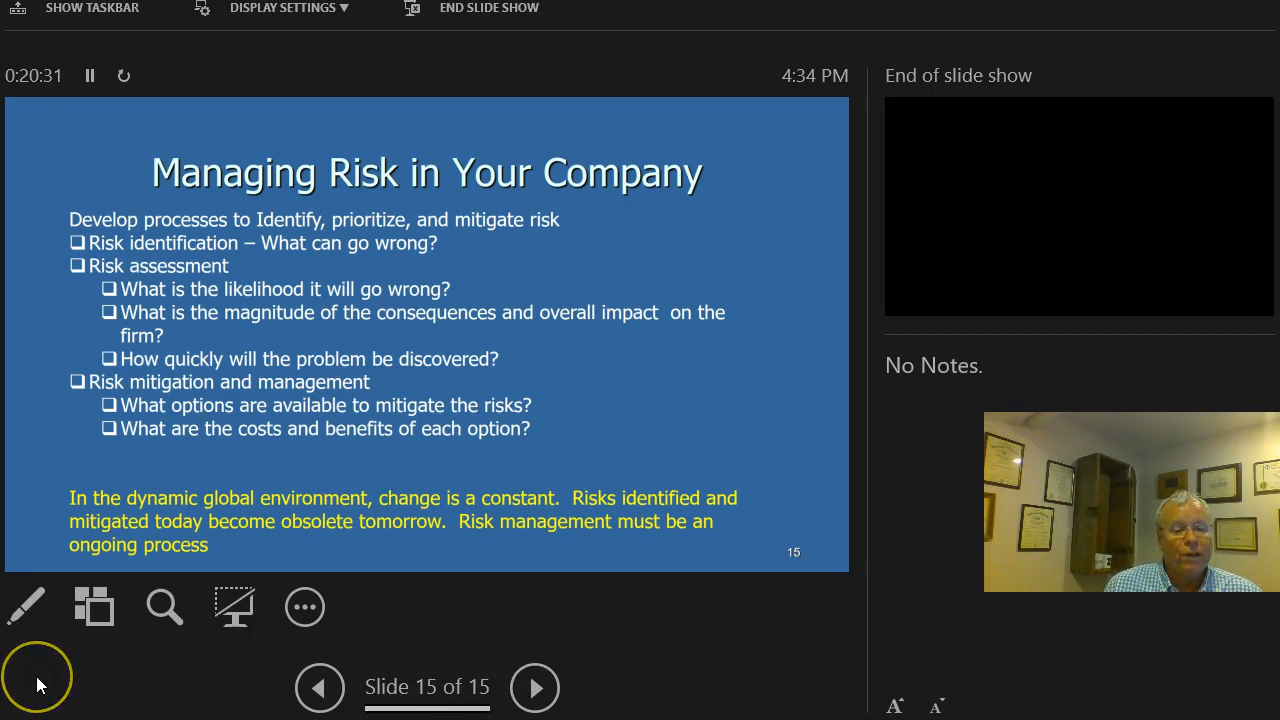 SHOW TASKBAR
DISPLAY SETTINGS ▼
END SLIDE SHOW
0:20:31
4:34 PM
Managing Risk in Your Company
Develop processes to Identify, prioritize, and mitigate risk
❑ Risk identification – What can go wrong?
❑ Risk assessment
❑ What is the likelihood it will go wrong?
❑ What is the magnitude of the consequences and overall impact on the
firm?
❑ How quickly will the problem be discovered?
❑ Risk mitigation and management
❑ What options are available to mitigate the risks?
❑ What are the costs and benefits of each option?
In the dynamic global environment, change is a constant. Risks identified and
mitigated today become obsolete tomorrow. Risk management must be an
ongoing process
15
Slide 15 of 15
End of slide show
No Notes.
A A